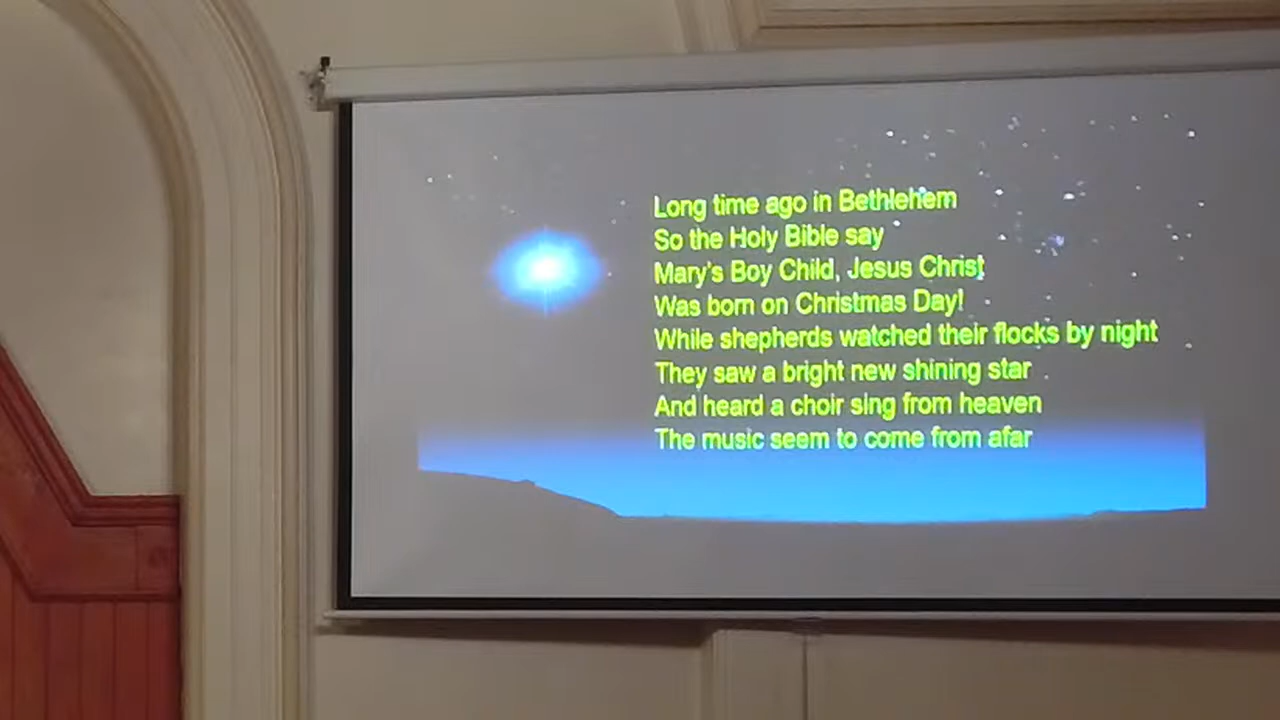 Long time ago in Bethlehem
So the Holy Bible say
Mary's Boy Child, Jesus Christ
Was born on Christmas Day!
While shepherds watched their flocks by night
They saw a bright new shining star
And heard a choir sing from heaven
The music seem to come from afar